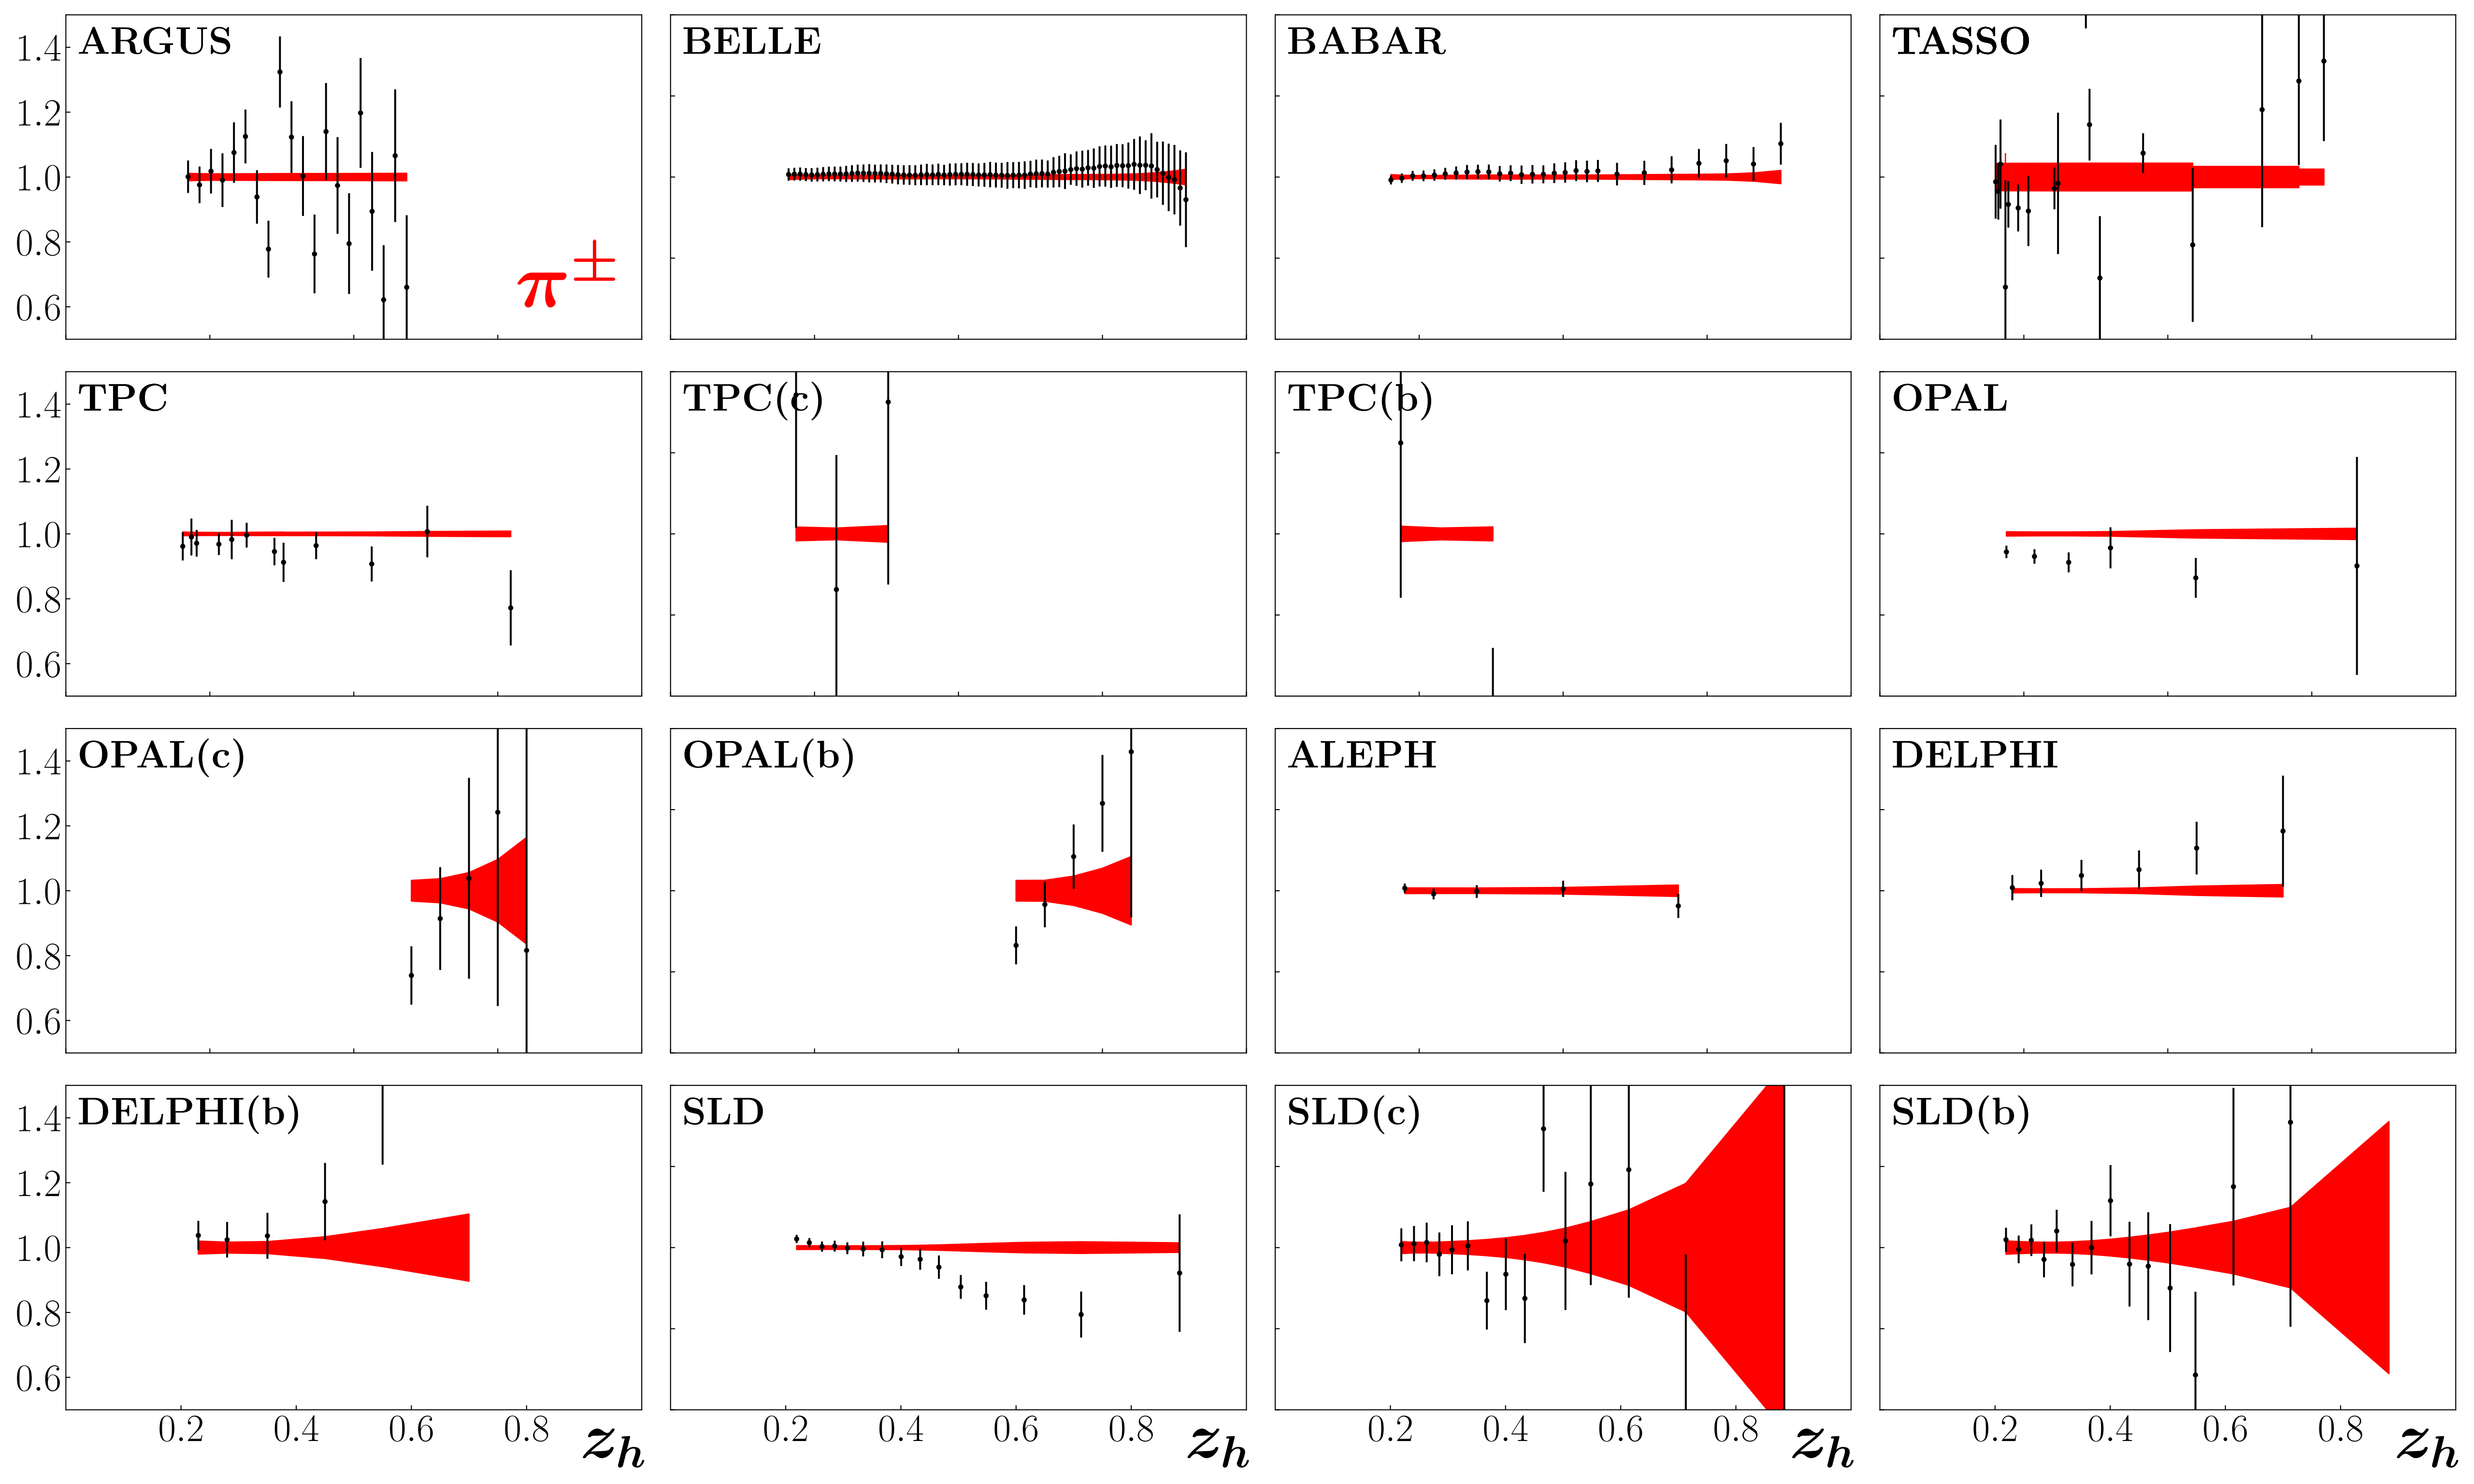 ARGUS BELLE BABAR TASSO
1.4
1.2
1.0
0.8
π±
0.6
TPC TPC(c) TPC(b) OPAL
1.4
1.2
1.0
0.8
0.6
OPAL(c) OPAL(b) ALEPH DELPHI
1.4
1.2
1.0
0.8
0.6
DELPHI(b) SLD SLD(c) SLD(b)
1.4
1.2
1.0
0.8
0.6
0.2 0.4 0.6 0.8 0.2 0.4 0.6 0.8 0.2 0.4 0.6 0.8 0.2 0.4 0.6 0.8
z_h z_h z_h z_h